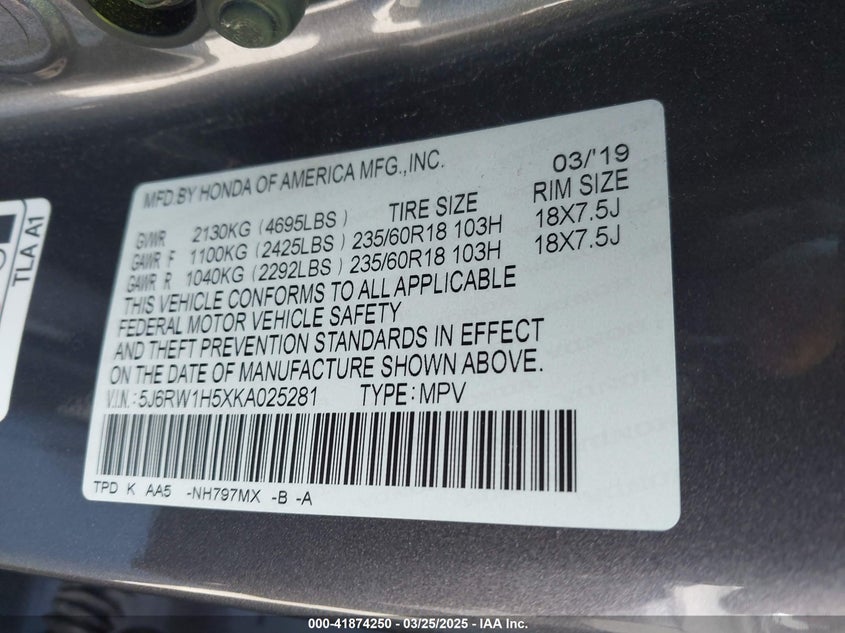 MFD.BY HONDA OF AMERICA MFG.,INC. 03/'19
GVWR 2130KG (4695LBS) TIRE SIZE RIM SIZE
GAWR F 1100KG (2425LBS) 235/60R18 103H 18X7.5J
GAWR R 1040KG (2292LBS) 235/60R18 103H 18X7.5J
THIS VEHICLE CONFORMS TO ALL APPLICABLE
FEDERAL MOTOR VEHICLE SAFETY
AND THEFT PREVENTION STANDARDS IN EFFECT
ON THE DATE OF MANUFACTURE SHOWN ABOVE.
V.I.N.: 5J6RW1H5XKA025281 TYPE: MPV
TPD K AA5 -NH797MX -B -A
TLA A1
000-41874250 - 03/25/2025 - IAA Inc.